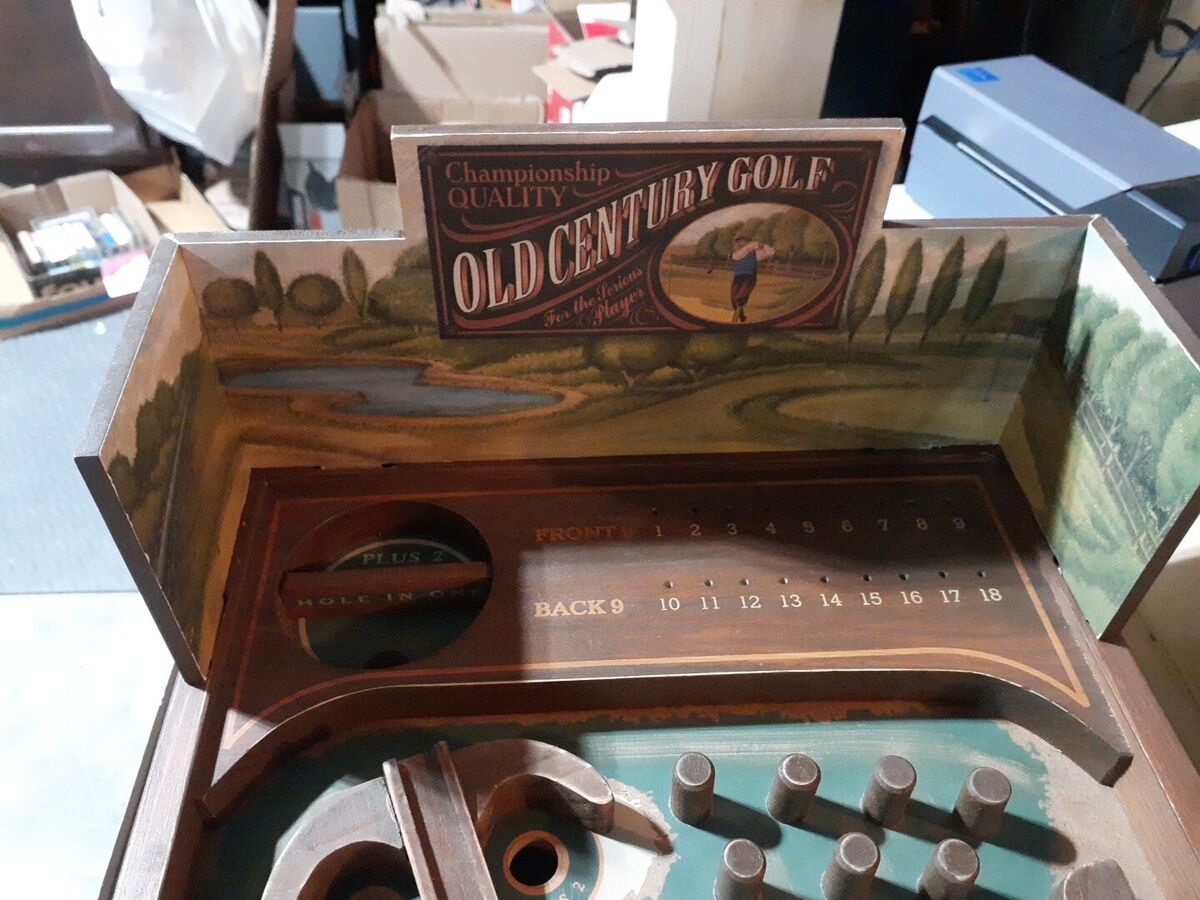 Championship
QUALITY
OLD CENTURY GOLF
For the Serious
Player
PLUS 2
HOLE IN ONE
FRONT 9
1 2 3 4 5 6 7 8 9
BACK 9
10 11 12 13 14 15 16 17 18